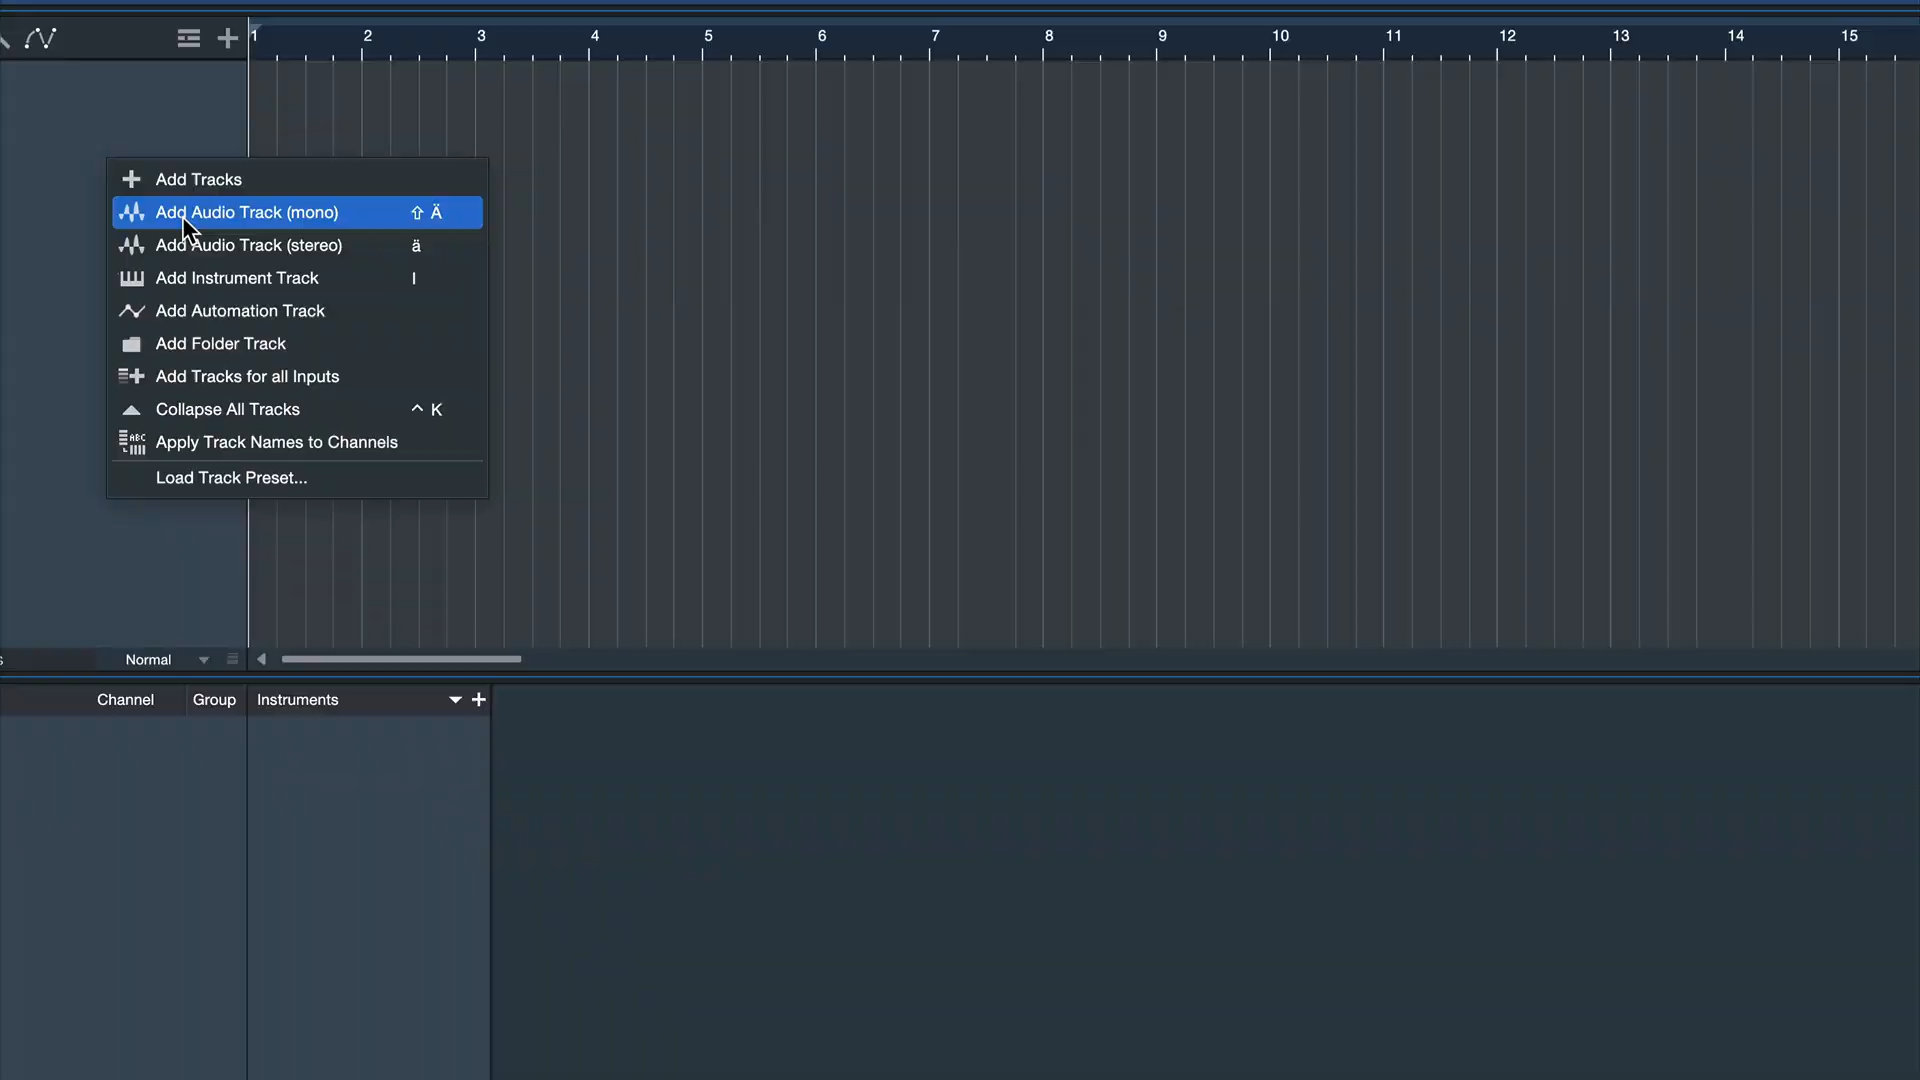 1 2 3 4 5 6 7 8 9 10 11 12 13 14 15
Add Tracks
Add Audio Track (mono) ⇧ Ä
Add Audio Track (stereo) ä
Add Instrument Track I
Add Automation Track
Add Folder Track
Add Tracks for all Inputs
Collapse All Tracks ^ K
ABC Apply Track Names to Channels
Load Track Preset...
s Normal
Channel Group Instruments